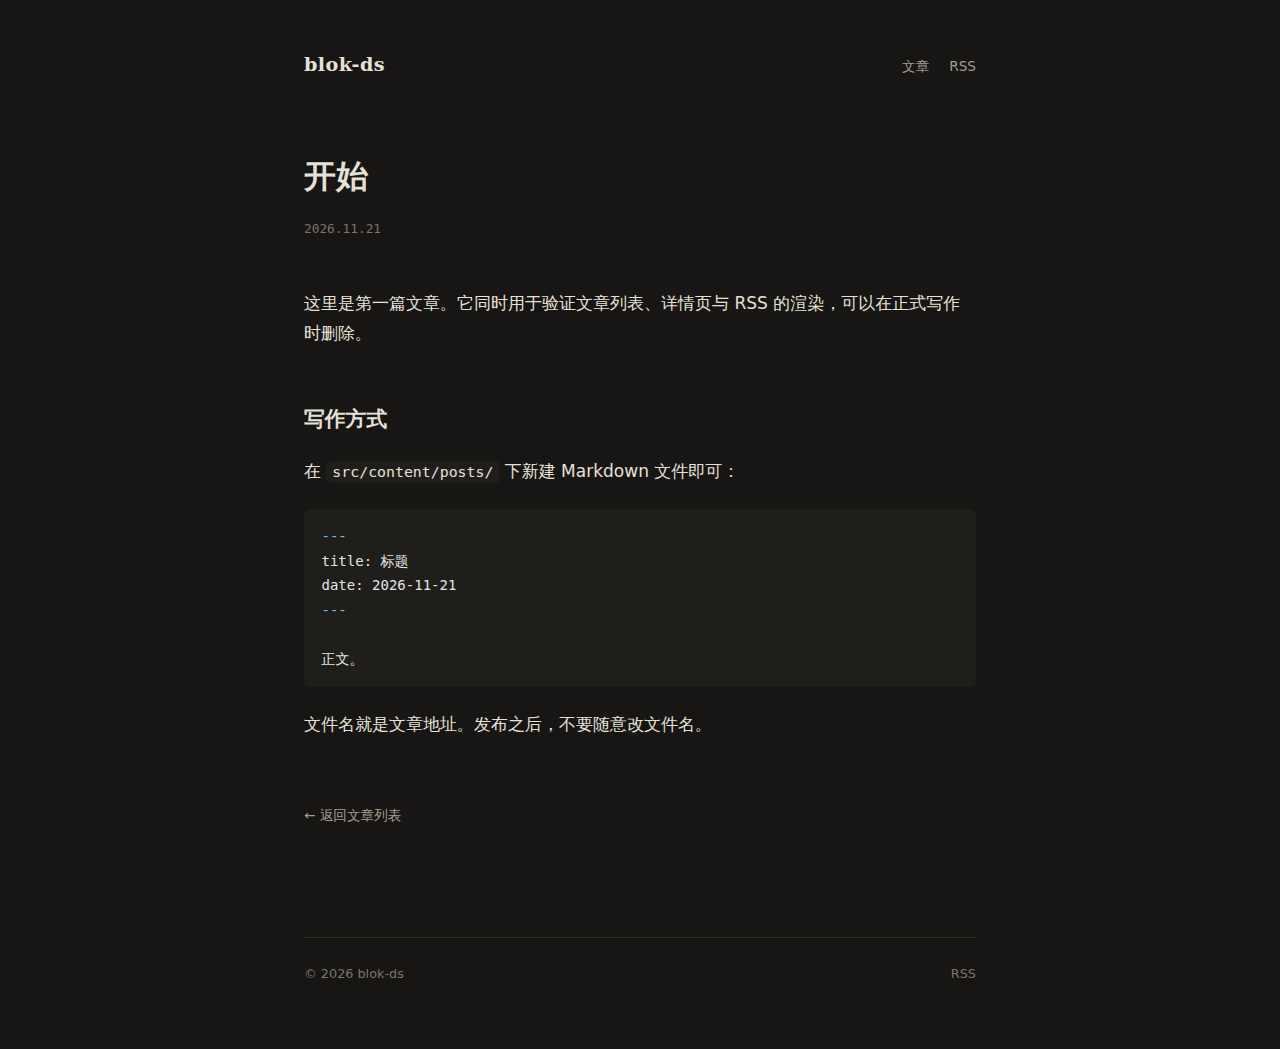 blok-ds
文章 RSS
开始
2026.11.21
这里是第一篇文章。它同时用于验证文章列表、详情页与 RSS 的渲染，可以在正式写作
时删除。
写作方式
在 src/content/posts/ 下新建 Markdown 文件即可：
---
title: 标题
date: 2026-11-21
---
正文。
文件名就是文章地址。发布之后，不要随意改文件名。
← 返回文章列表
© 2026 blok-ds
RSS